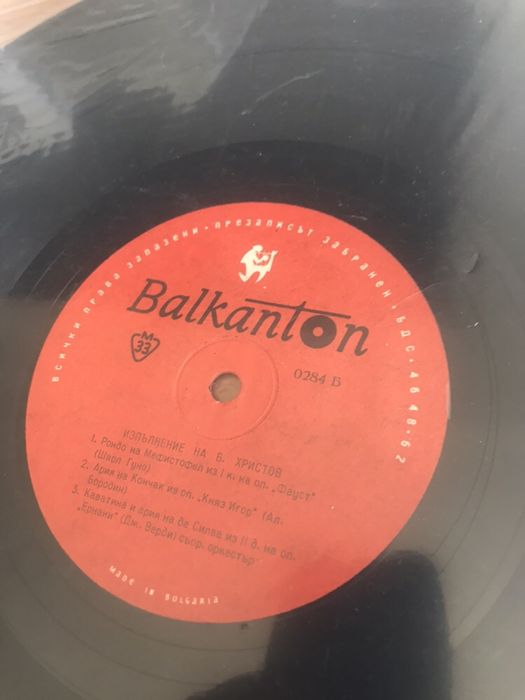 ВСИЧКИ ПРАВА ЗАПАЗЕНИ · ПРЕЗАПИСЪТ ЗАБРАНЕН · БДС · 4648-62
Balkanton
M
33
0284 Б
ИЗПЪЛНЕНИЕ НА Б. ХРИСТОВ
1. Рондо на Мефистофел из I к. на оп. „Фауст"
(Шарл Гуно)
2. Ария на Кончак из оп. „Княз Игор" (Ал.
Бородин)
3. Каватина и ария на де Силва из II д. на оп.
„Ернани" (Дж. Верди) съпр. оркестър
MADE IN BULGARIA